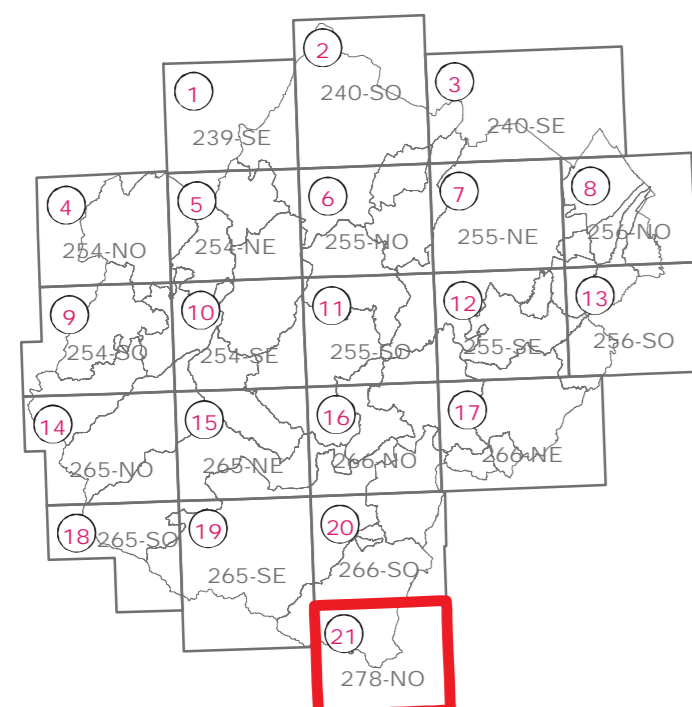 2
240-SO
3
240-SE
1
239-SE
4
254-NO
5
254-NE
6
255-NO
7
255-NE
8
256-NO
9
254-SO
10
254-SE
11
255-SO
12
255-SE
13
256-SO
14
265-NO
15
265-NE
16
266-NO
17
266-NE
18
265-SO
19
265-SE
20
266-SO
21
278-NO